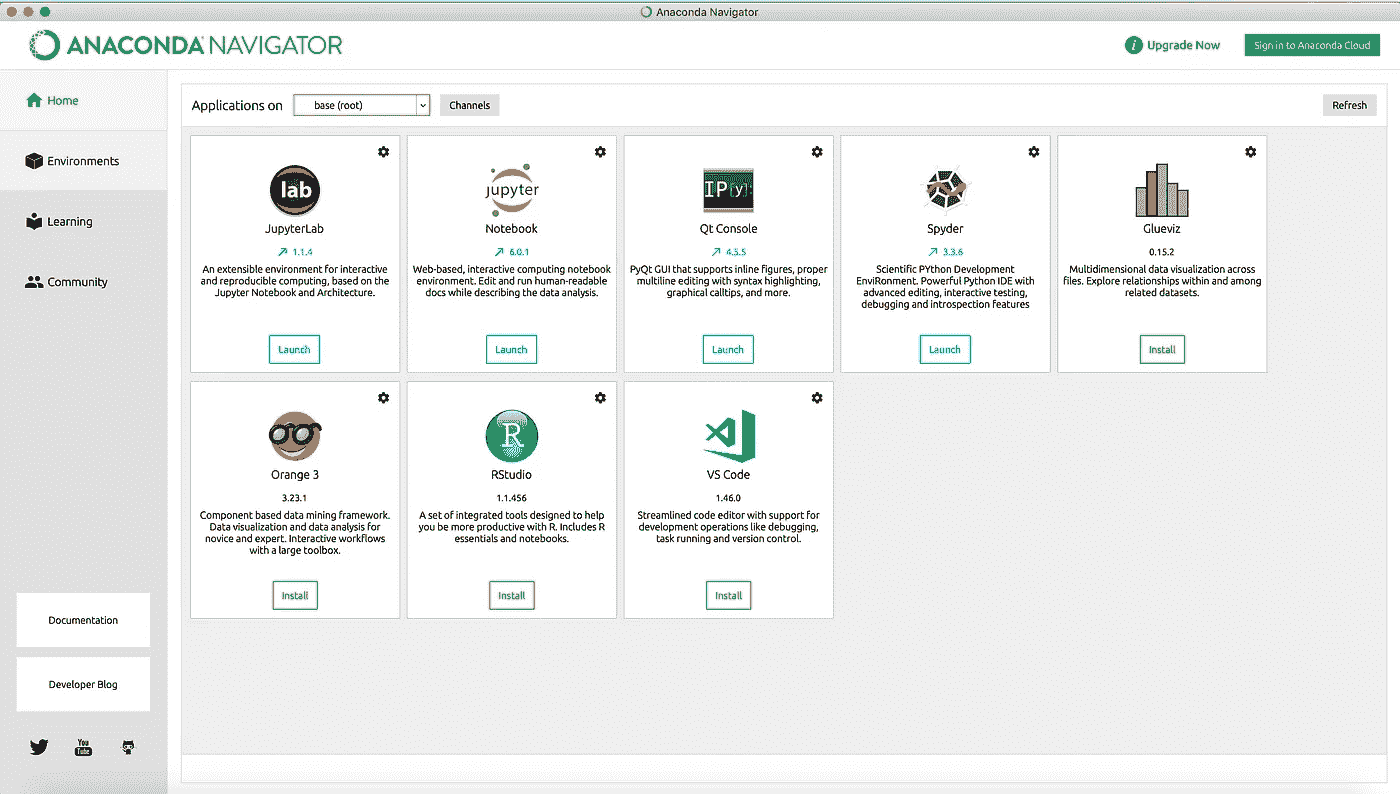 Anaconda Navigator
ANACONDA NAVIGATOR
i Upgrade Now
Sign in to Anaconda Cloud
Home
Environments
Learning
Community
Documentation
Developer Blog
You
Tube
Applications on base (root) Channels Refresh
lab
JupyterLab
1.1.4
An extensible environment for interactive
and reproducible computing, based on the
Jupyter Notebook and Architecture.
Launch
jupyter
Notebook
6.0.1
Web-based, interactive computing notebook
environment. Edit and run human-readable
docs while describing the data analysis.
Launch
IP[y]:
Qt Console
4.5.5
PyQt GUI that supports inline figures, proper
multiline editing with syntax highlighting,
graphical calltips, and more.
Launch
Spyder
3.3.6
Scientific PYthon Development
EnviRonment. Powerful Python IDE with
advanced editing, interactive testing,
debugging and introspection features
Launch
Glueviz
0.15.2
Multidimensional data visualization across
files. Explore relationships within and among
related datasets.
Install
Orange 3
3.23.1
Component based data mining framework.
Data visualization and data analysis for
novice and expert. Interactive workflows
with a large toolbox.
Install
R
RStudio
1.1.456
A set of integrated tools designed to help
you be more productive with R. Includes R
essentials and notebooks.
Install
VS Code
1.46.0
Streamlined code editor with support for
development operations like debugging,
task running and version control.
Install